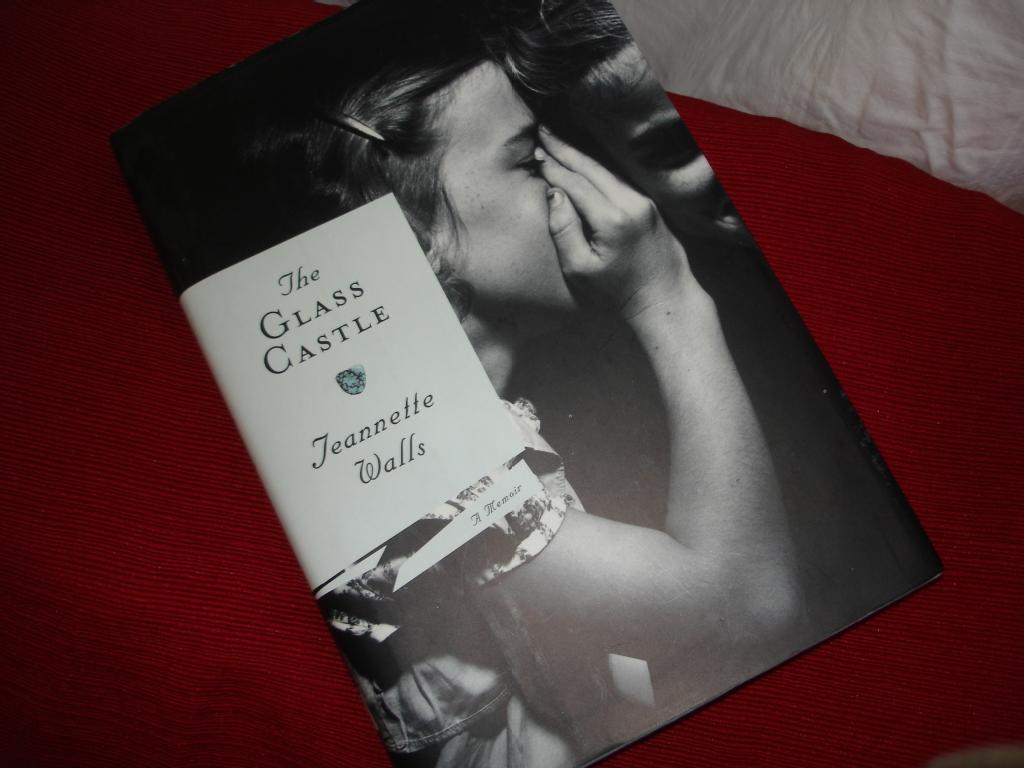 The
GLASS
CASTLE
Jeannette
Walls
A Memoir